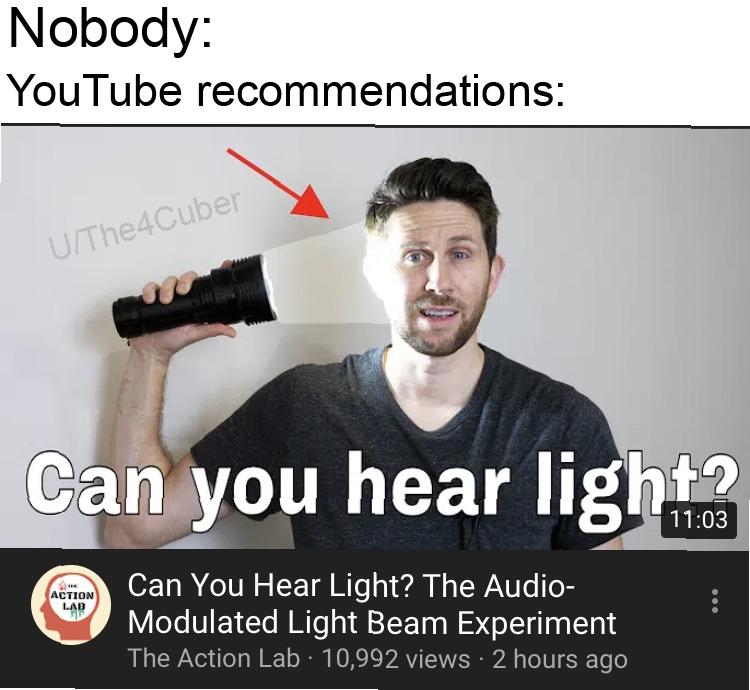 Nobody:
YouTube recommendations:
U/The4Cuber
Can you hear light?
11:03
THE
ACTION
LAB
Can You Hear Light? The Audio-
Modulated Light Beam Experiment
The Action Lab · 10,992 views · 2 hours ago